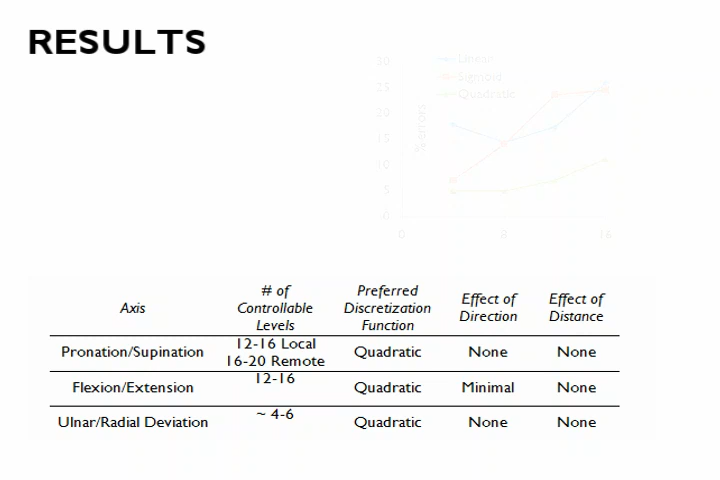 RESULTS
30
Linear
Sigmoid
25
Quadratic
20
% errors
15
10
5
0
0 8 16
Axis
# of
Controllable
Levels
Preferred
Discretization
Function
Effect of
Direction
Effect of
Distance
Pronation/Supination
12-16 Local
16-20 Remote
Quadratic
None
None
Flexion/Extension
12-16
Quadratic
Minimal
None
Ulnar/Radial Deviation
~ 4-6
Quadratic
None
None